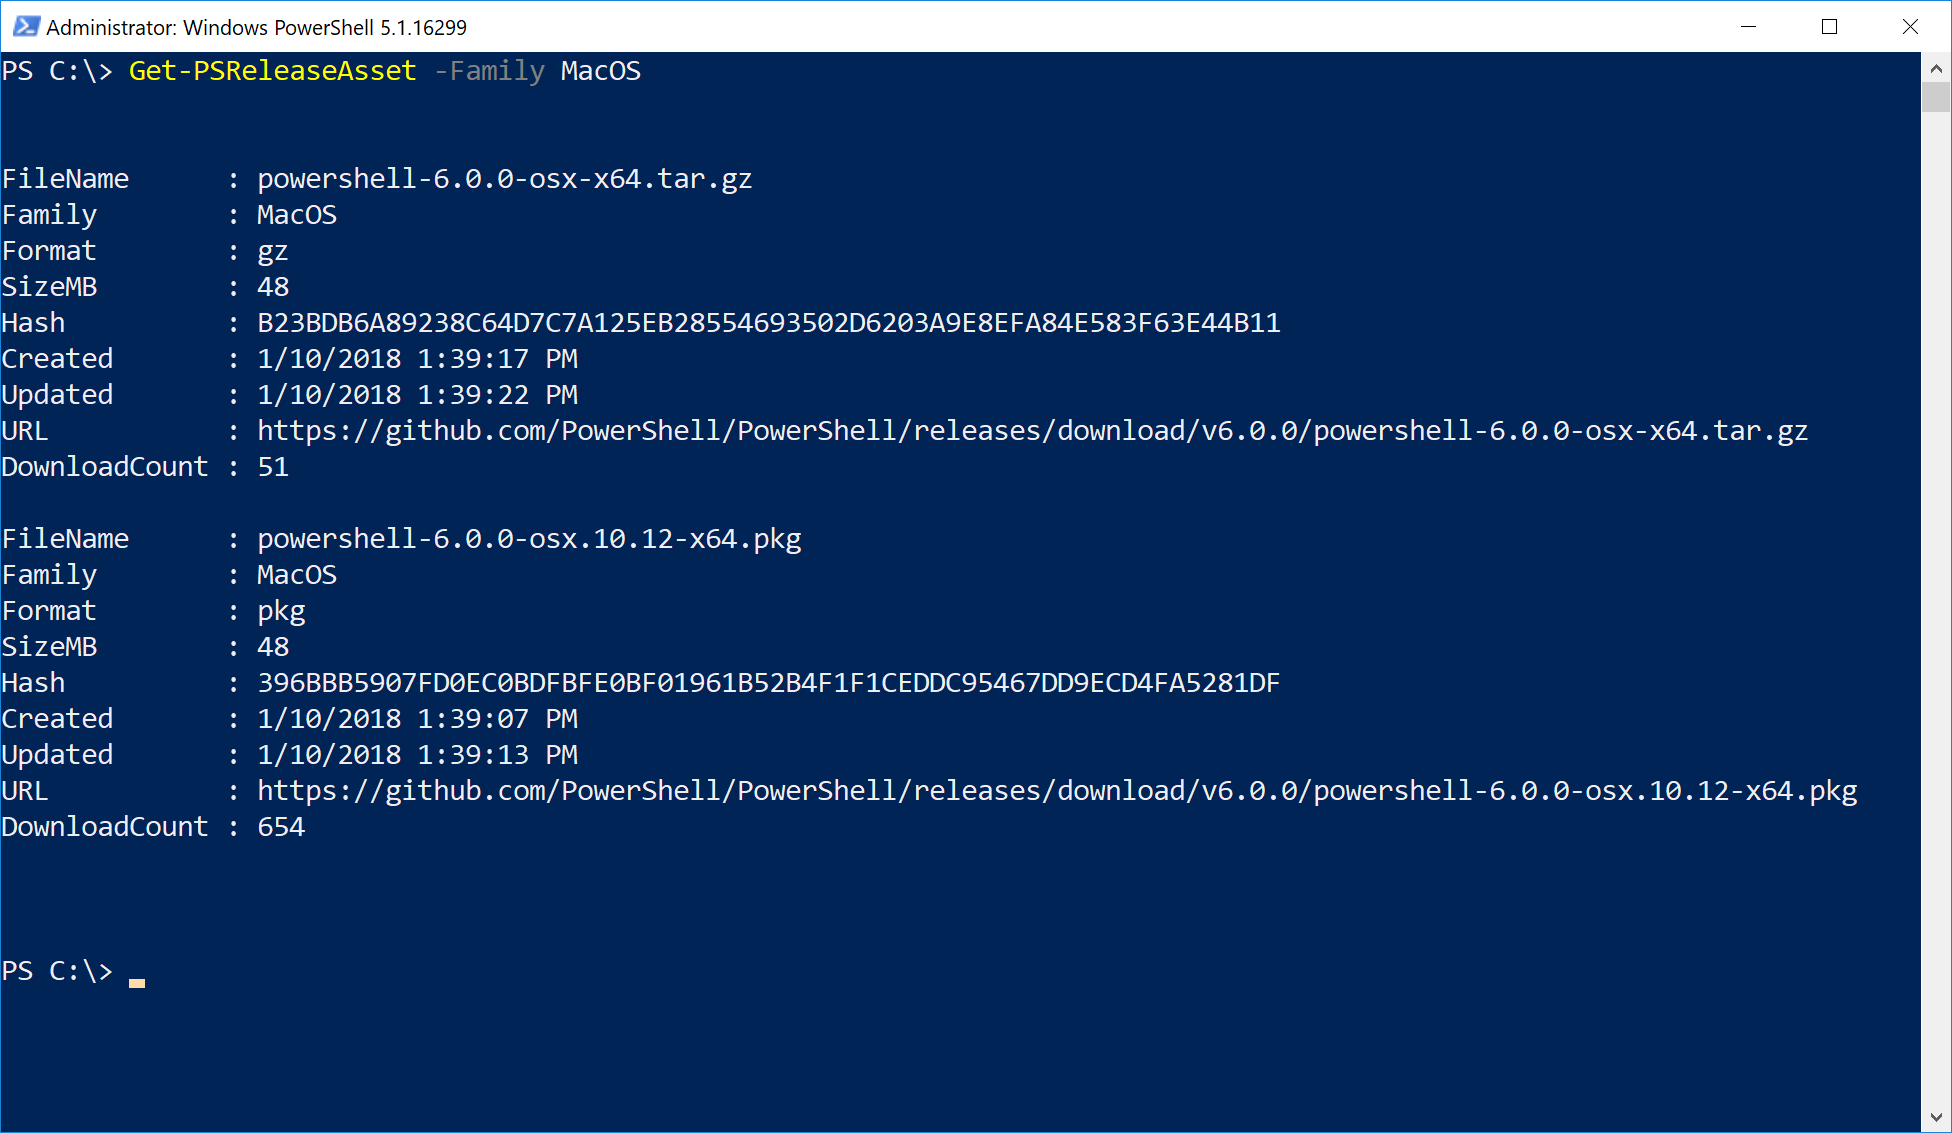 Administrator: Windows PowerShell 5.1.16299
PS C:\> Get-PSReleaseAsset -Family MacOS
FileName      : powershell-6.0.0-osx-x64.tar.gz
Family        : MacOS
Format        : gz
SizeMB        : 48
Hash          : B23BDB6A89238C64D7C7A125EB28554693502D6203A9E8EFA84E583F63E44B11
Created       : 1/10/2018 1:39:17 PM
Updated       : 1/10/2018 1:39:22 PM
URL           : https://github.com/PowerShell/PowerShell/releases/download/v6.0.0/powershell-6.0.0-osx-x64.tar.gz
DownloadCount : 51
FileName      : powershell-6.0.0-osx.10.12-x64.pkg
Family        : MacOS
Format        : pkg
SizeMB        : 48
Hash          : 396BBB5907FD0EC0BDFBFE0BF01961B52B4F1F1CEDDC95467DD9ECD4FA5281DF
Created       : 1/10/2018 1:39:07 PM
Updated       : 1/10/2018 1:39:13 PM
URL           : https://github.com/PowerShell/PowerShell/releases/download/v6.0.0/powershell-6.0.0-osx.10.12-x64.pkg
DownloadCount : 654
PS C:\>